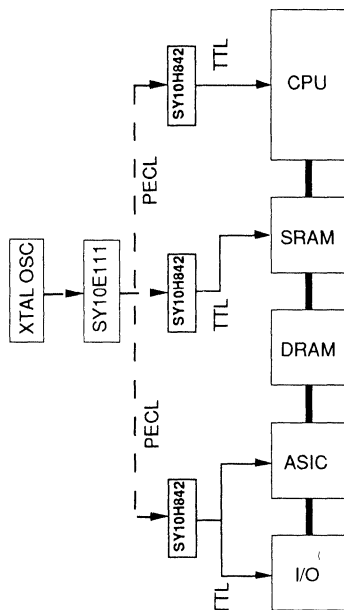 XTAL OSC
SY10E111
PECL
PECL
SY10H842
SY10H842
SY10H842
TTL
TTL
TTL
I/O
ASIC
DRAM
SRAM
CPU